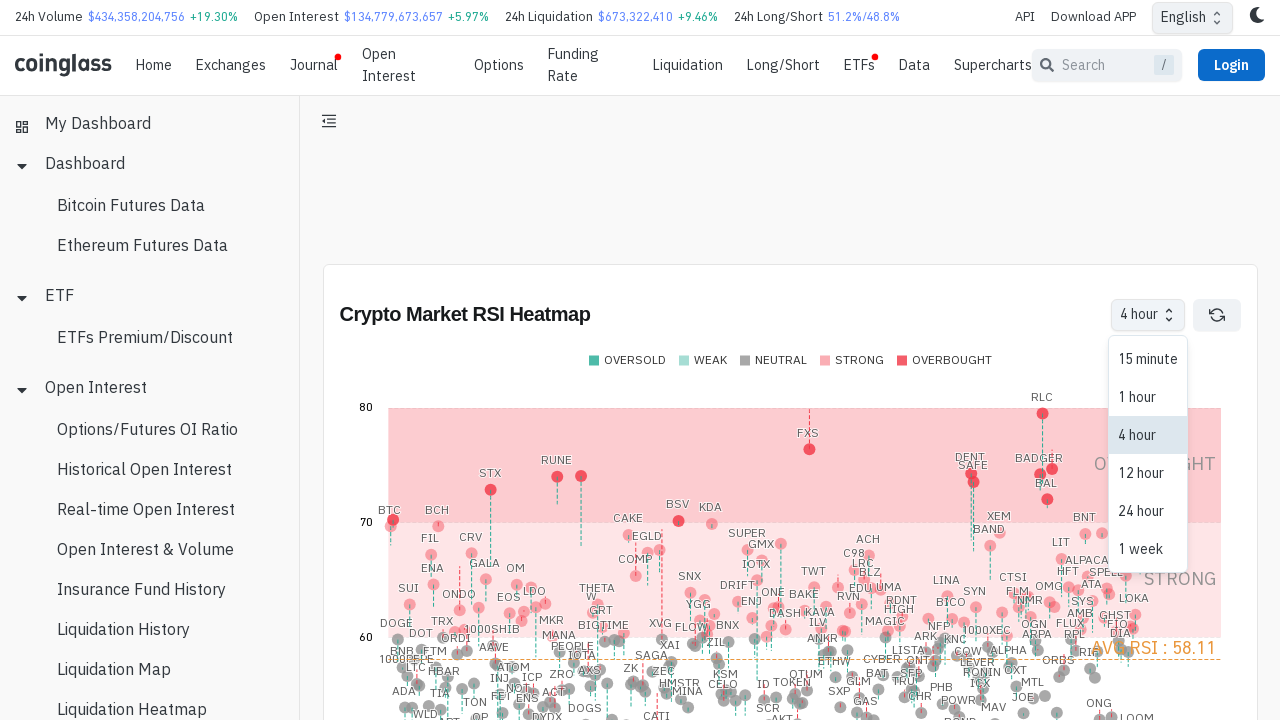 24h Volume $434,358,204,756 +19.30% Open Interest $134,779,673,657 +5.97% 24h Liquidation $673,322,410 +9.46% 24h Long/Short 51.2%/48.8% API Download APP English
coinglass Home Exchanges Journal Open Interest Options Funding Rate Liquidation Long/Short ETFs Data Supercharts Search / Login
My Dashboard
Dashboard
Bitcoin Futures Data
Ethereum Futures Data
ETF
ETFs Premium/Discount
Open Interest
Options/Futures OI Ratio
Historical Open Interest
Real-time Open Interest
Open Interest & Volume
Insurance Fund History
Liquidation History
Liquidation Map
Liquidation Heatmap
Crypto Market RSI Heatmap
4 hour
15 minute
1 hour
4 hour
12 hour
24 hour
1 week
OVERSOLD WEAK NEUTRAL STRONG OVERBOUGHT
80
RLC
FXS
RUNE
STX
DENT
SAFE
BADGER
BAL
70
BTC
BCH
CAKE
BSV
KDA
XEM
BNT
FIL
CRV
EGLD
SUPER
GMX
ACH
BAND
LIT
ENA
GALA
OM
COMP
IOTX
C98
LRC
BLZ
ALPACA
HFT
SPELL
STRONG
SUI
ONDO
EOS
LDO
THETA
SNX
DRIFT
ONE
TWT
BAKE
RVN
EDU
UMA
LINA
SYN
CTSI
FLM
OMG
ATA
LOKA
DOGE
TRX
MKR
GRT
YGG
ENJ
DASH
KAVA
HIGH
RDNT
BICO
NMR
SYS
AMB
GHST
60
DOT
ORDI
1000SHIB
MANA
BIGTIME
XVG
FLOW
BNX
ILV
ANKR
MAGIC
NFP
1000XEC
OGN
ARPA
FLUX
RPL
FIO
DIA
AVG RSI : 58.11
BNB
FTM
AAVE
PEOPLE
IOTA
SAGA
XAI
ZIL
ETHW
CYBER
LISTA
ARK
KNC
COW
ALPHA
ORDS
LTC
HBAR
ATOM
INJ
ICP
ZRO
AXS
ZK
ZEC
KSM
CELO
ID
TOKEN
BAT
QNT
SFP
LEVER
RONIN
ICX
OXT
MTL
ADA
TIA
TON
NOT
FET
ENS
ACT
DOGS
HMSTR
MINA
SCR
SXP
GLM
GAS
TRU
CHR
PHB
POWR
MAV
JOE
ONG
WLD
OP
DYDX
CATI
AKT
LOOM